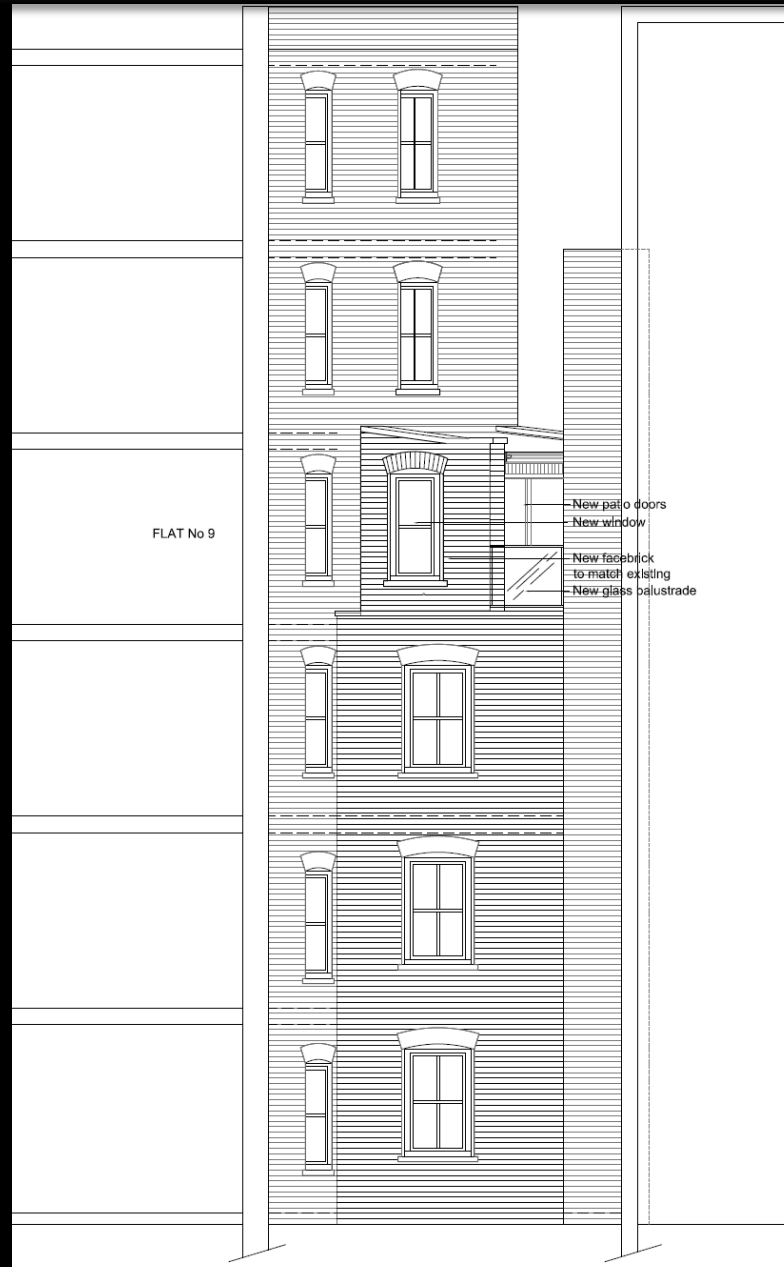 FLAT No 9
New patio doors
New window
New facebrick
to match existing
New glass balustrade